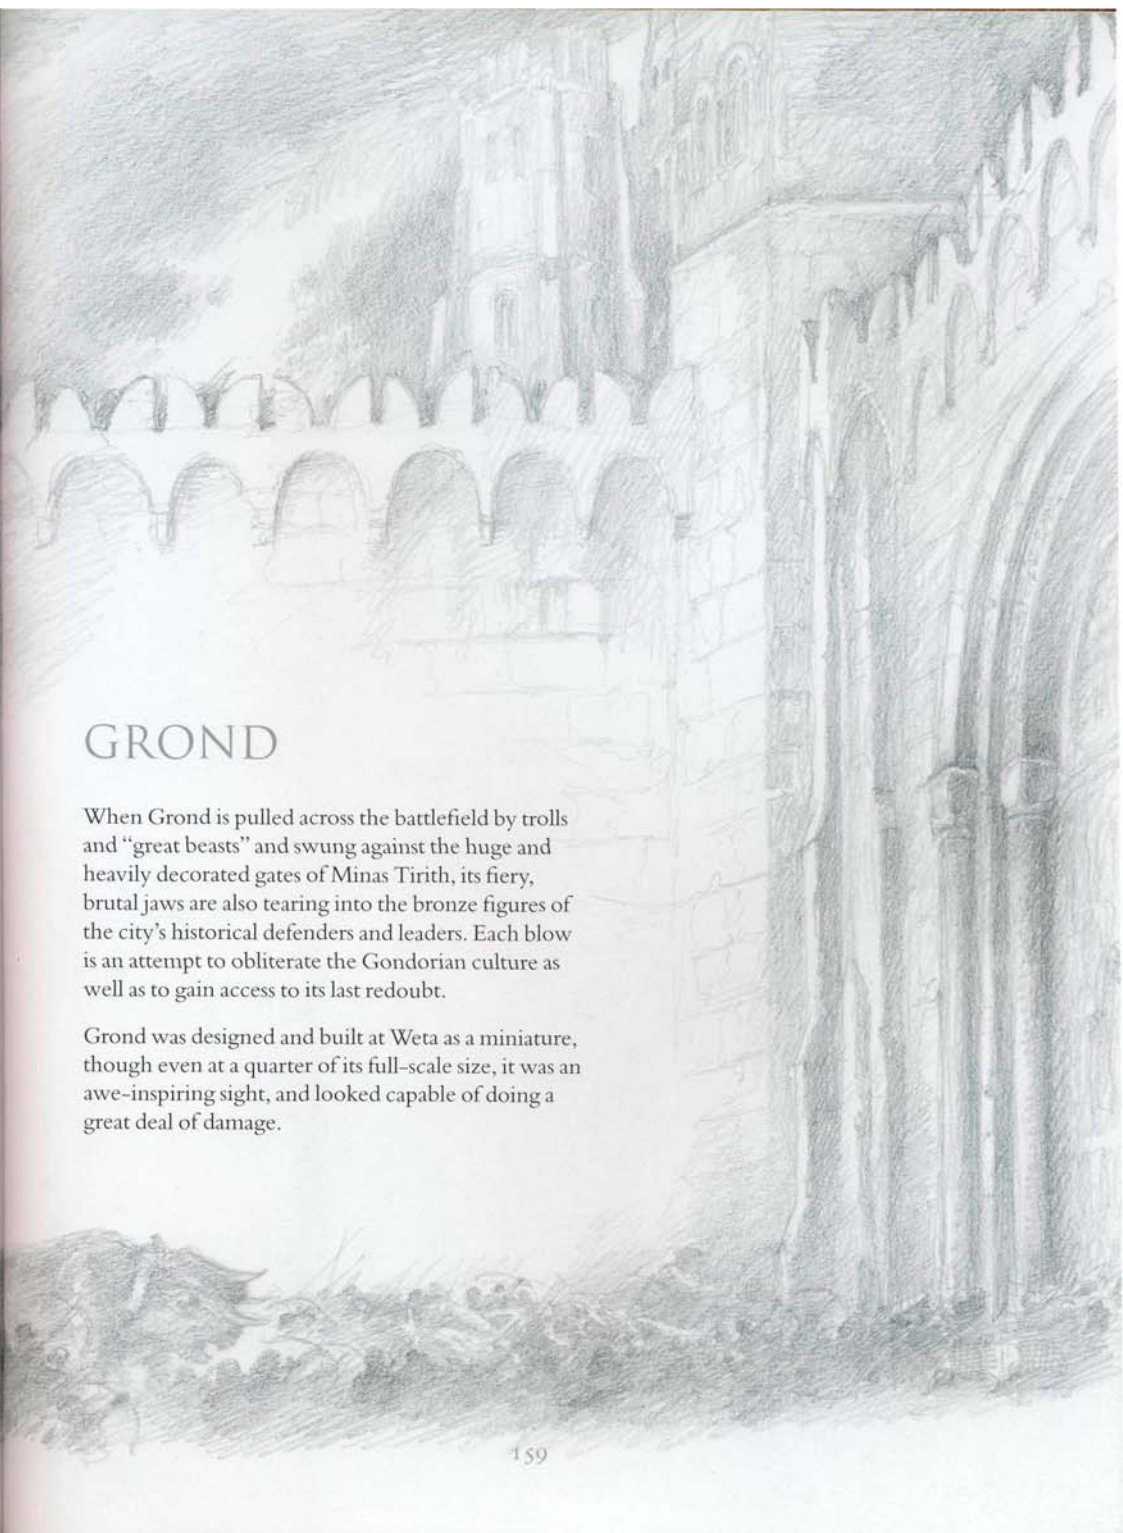 GROND
When Grond is pulled across the battlefield by trolls
and “great beasts” and swung against the huge and
heavily decorated gates of Minas Tirith, its fiery,
brutal jaws are also tearing into the bronze figures of
the city’s historical defenders and leaders. Each blow
is an attempt to obliterate the Gondorian culture as
well as to gain access to its last redoubt.
Grond was designed and built at Weta as a miniature,
though even at a quarter of its full-scale size, it was an
awe-inspiring sight, and looked capable of doing a
great deal of damage.
159